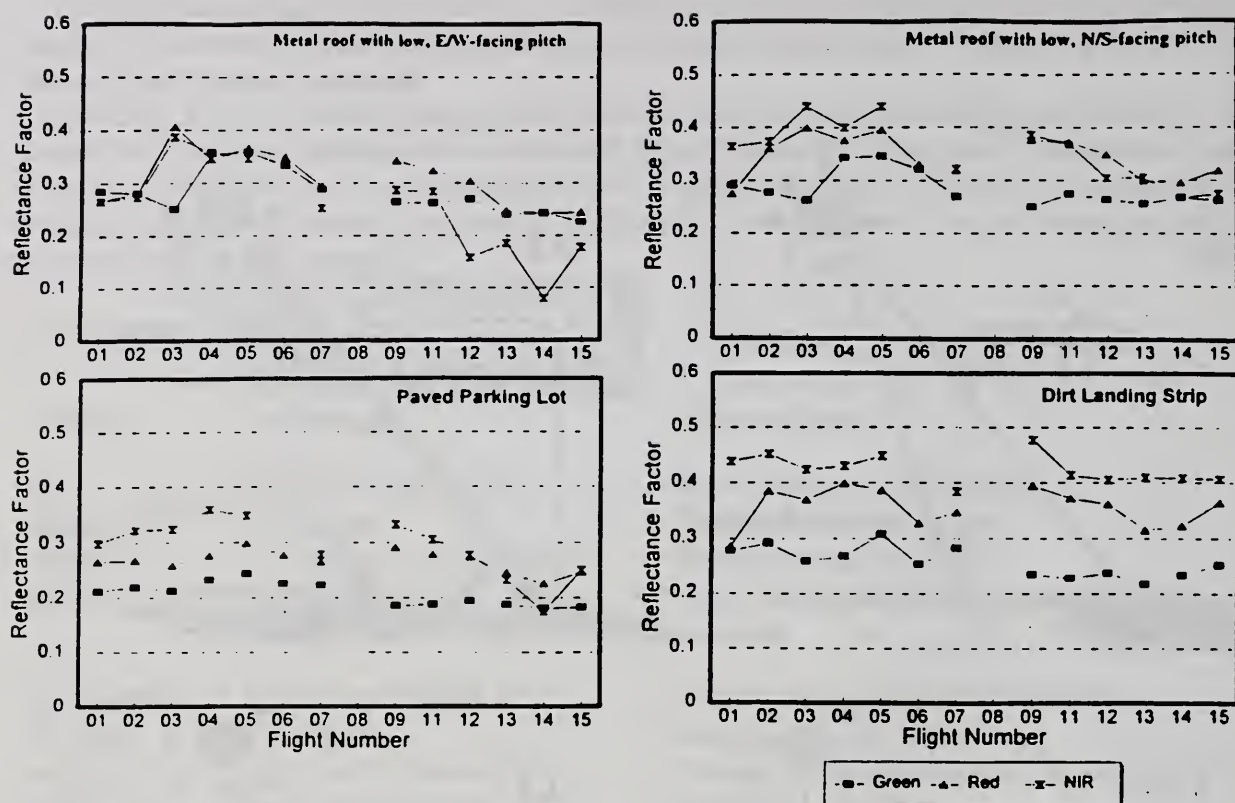 Metal roof with low, E/W-facing pitch
Reflectance Factor
0.6
0.5
0.4
0.3
0.2
0.1
0
01 02 03 04 05 06 07 08 09 11 12 13 14 15
Metal roof with low, N/S-facing pitch
Reflectance Factor
0.6
0.5
0.4
0.3
0.2
0.1
0
01 02 03 04 05 06 07 08 09 11 12 13 14 15
Paved Parking Lot
Reflectance Factor
0.6
0.5
0.4
0.3
0.2
0.1
0
01 02 03 04 05 06 07 08 09 11 12 13 14 15
Flight Number
Dirt Landing Strip
Reflectance Factor
0.6
0.5
0.4
0.3
0.2
0.1
0
01 02 03 04 05 06 07 08 09 11 12 13 14 15
Flight Number
Green Red NIR